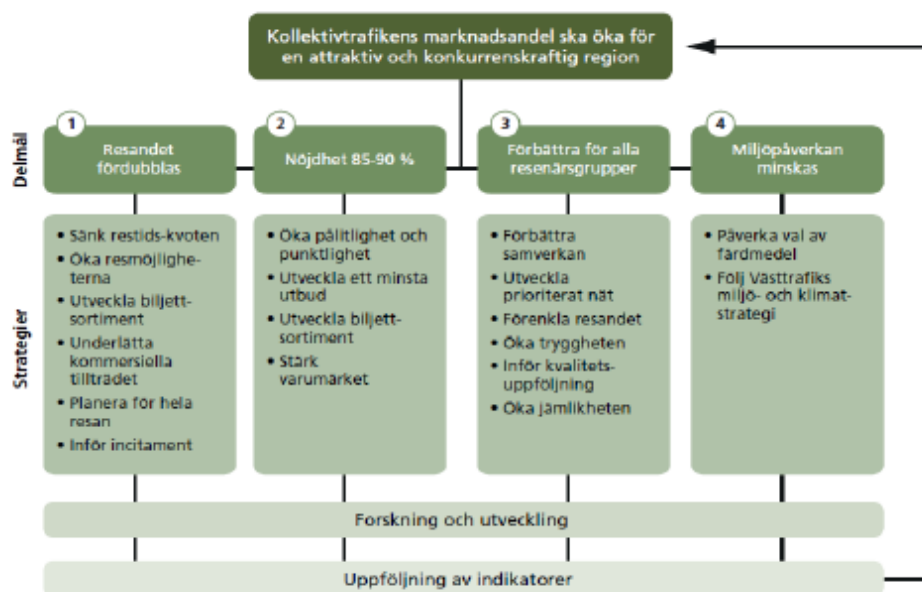 Kollektivtrafikens marknadsandel ska öka för
en attraktiv och konkurrenskraftig region
Delmål
1
Resandet
fördubblas
2
Nöjdhet 85-90 %
3
Förbättra för alla
resenärsgrupper
4
Miljöpåverkan
minskas
Strategier
• Sänk restids-kvoten
• Öka resmöjlighe-
terna
• Utveckla biljett-
sortiment
• Underlätta
kommersiella
tillträdet
• Planera för hela
resan
• Inför incitament
• Öka pålitlighet och
punktlighet
• Utveckla ett minsta
utbud
• Utveckla biljett-
sortiment
• Stärk
varumärket
• Förbättra
samverkan
• Utveckla
prioriterat nät
• Förenkla resandet
• Öka tryggheten
• Inför kvalitets-
uppföljning
• Öka jämlikheten
• Påverka val av
färdmedel
• Följ Västtrafiks
miljö- och klimat-
strategi
Forskning och utveckling
Uppföljning av indikatorer